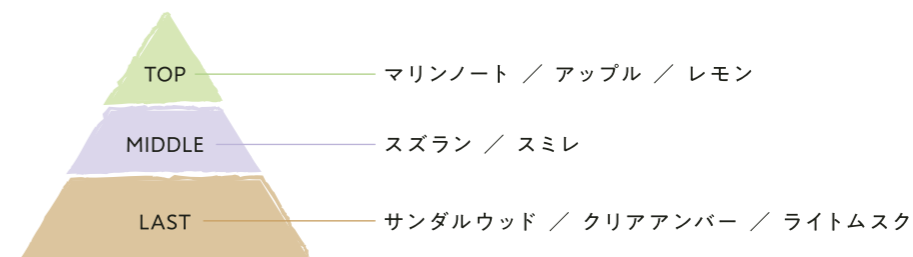 TOP マリンノート ／ アップル ／ レモン
MIDDLE スズラン ／ スミレ
LAST サンダルウッド ／ クリアアンバー ／ ライトムスク